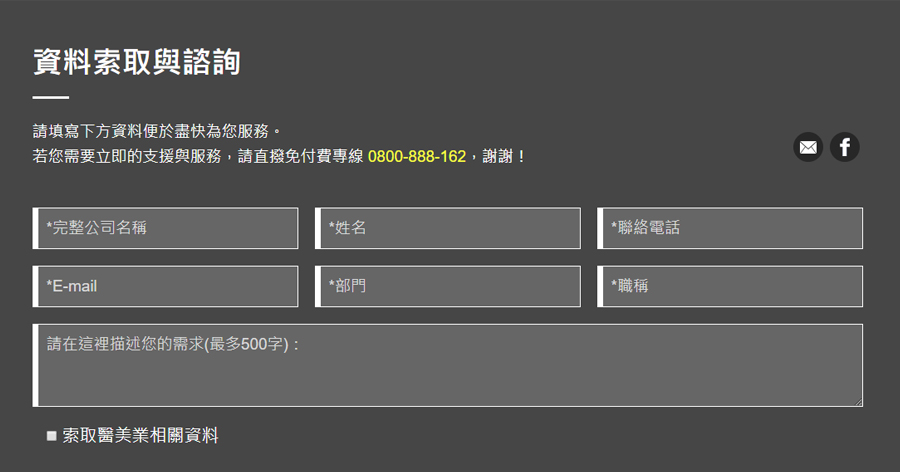 資料索取與諮詢
請填寫下方資料便於盡快為您服務。
若您需要立即的支援與服務，請直撥免付費專線 0800-888-162，謝謝！
*完整公司名稱
*姓名
*聯絡電話
*E-mail
*部門
*職稱
請在這裡描述您的需求(最多500字)：
索取醫美業相關資料